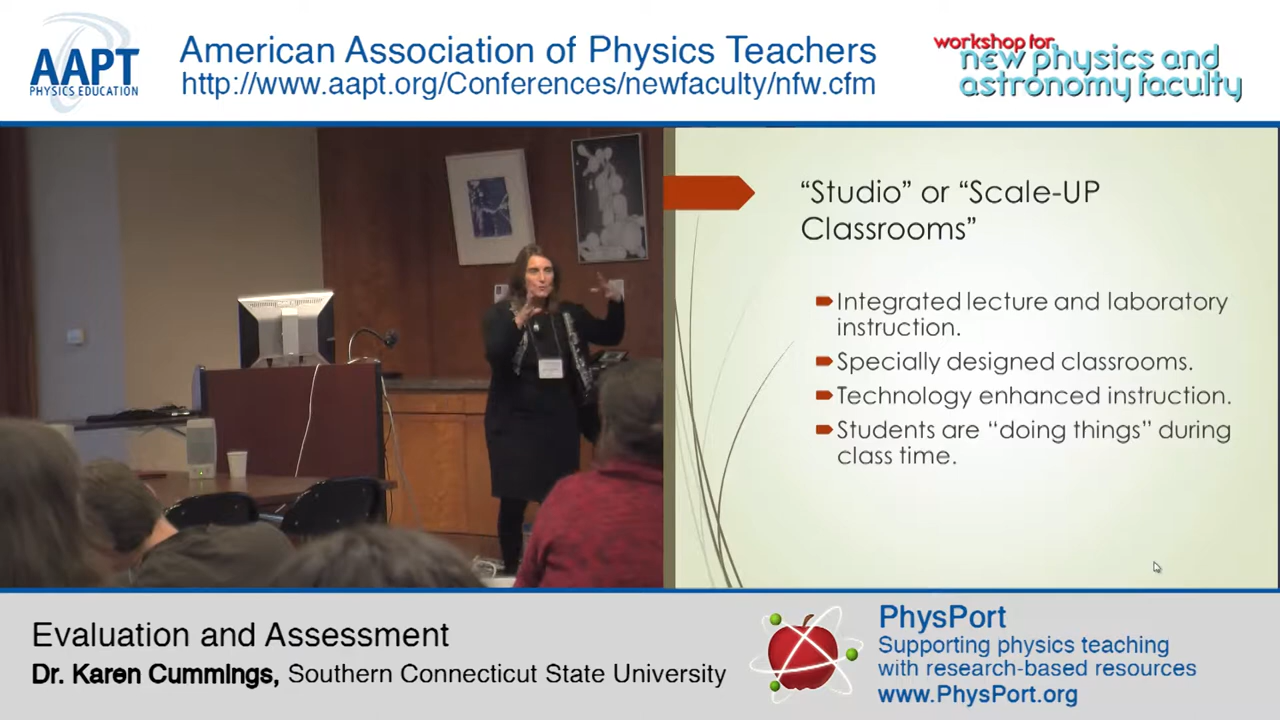 AAPT
PHYSICS EDUCATION
American Association of Physics Teachers
http://www.aapt.org/Conferences/newfaculty/nfw.cfm
workshop for
new physics and
astronomy faculty
“Studio” or “Scale-UP
Classrooms”
Integrated lecture and laboratory
instruction.
Specially designed classrooms.
Technology enhanced instruction.
Students are “doing things” during
class time.
Evaluation and Assessment
Dr. Karen Cummings, Southern Connecticut State University
PhysPort
Supporting physics teaching
with research-based resources
www.PhysPort.org